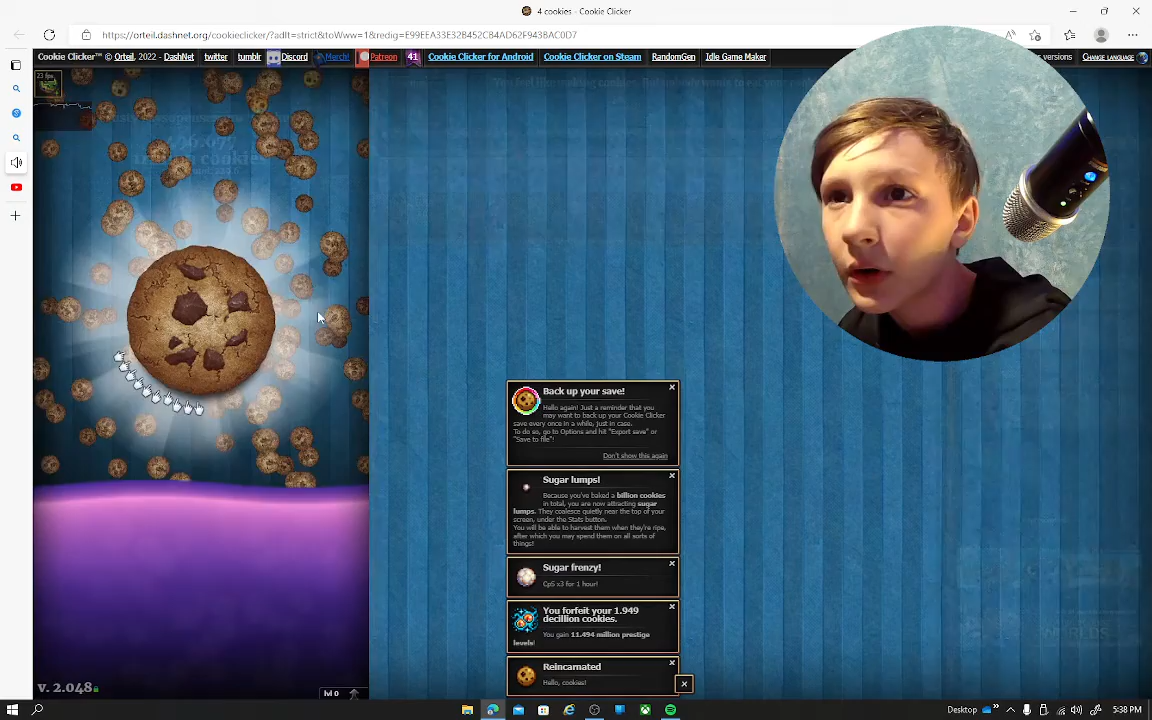 4 cookies - Cookie Clicker
https://orteil.dashnet.org/cookieclicker/?adlt=strict&toWww=1&redig=E99EEA33E32B452CB4AD62F943BAC0D7
Cookie Clicker™ © Orteil, 2022 - DashNet twitter tumblr Discord Merch! Patreon 41 Cookie Clicker for Android Cookie Clicker on Steam RandomGen Idle Game Maker versions Change language
23 fps
Back up your save!
Hello again! Just a reminder that you
may want to back up your Cookie Clicker
save every once in a while, just in case.
To do so, go to Options and hit "Export save" or
"Save to file"!
Don't show this again
Sugar lumps!
Because you've baked a billion cookies
in total, you are now attracting sugar
lumps. They coalesce quietly near the top of your
screen, under the Stats button.
You will be able to harvest them when they're ripe,
after which you may spend them on all sorts of
things!
Sugar frenzy!
CpS x3 for 1 hour!
You forfeit your 1.949
decillion cookies.
You gain 11.494 million prestige
levels!
Reincarnated
Hello, cookies!
v. 2.048
lvl 0
Desktop
5:38 PM